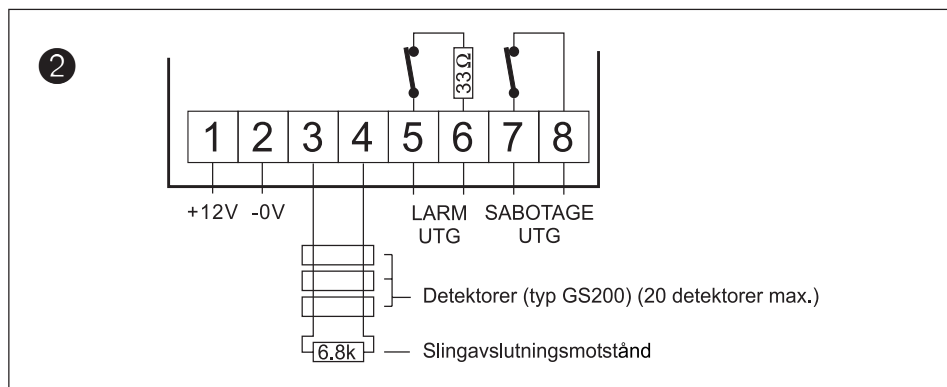 2
33Ω
1 2 3 4 5 6 7 8
+12V -0V LARM SABOTAGE
UTG UTG
Detektorer (typ GS200) (20 detektorer max.)
6.8k Slingavslutningsmotstånd